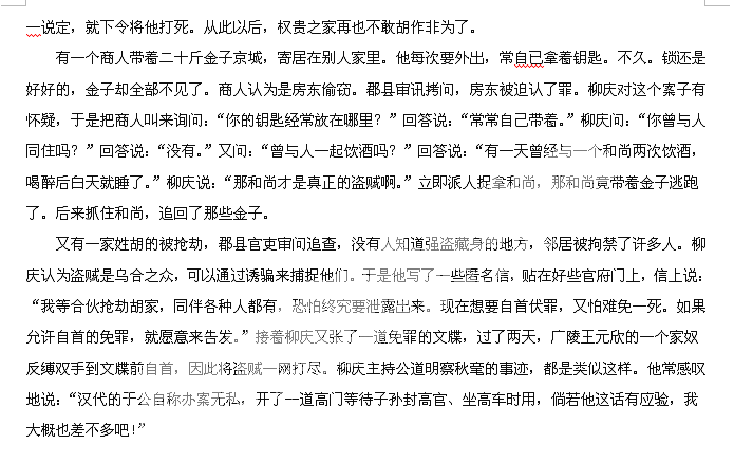 一说定，就下令将他打死。从此以后，权贵之家再也不敢胡作非为了。
有一个商人带着二十斤金子京城，寄居在别人家里。他每次要外出，常自已拿着钥匙。不久。锁还是
好好的，金子却全部不见了。商人认为是房东偷窃。郡县审讯拷问，房东被迫认了罪。柳庆对这个案子有
怀疑，于是把商人叫来询问：“你的钥匙经常放在哪里？”回答说：“常常自己带着。”柳庆问：“你曾与人
同住吗？”回答说：“没有。”又问：“曾与人一起饮酒吗？”回答说：“有一天曾经与一个和尚两次饮酒，
喝醉后白天就睡了。”柳庆说：“那和尚才是真正的盗贼啊。”立即派人捉拿和尚，那和尚竟带着金子逃跑
了。后来抓住和尚，追回了那些金子。
又有一家姓胡的被抢劫，郡县官吏审问追查，没有人知道强盗藏身的地方，邻居被拘禁了许多人。柳
庆认为盗贼是乌合之众，可以通过诱骗来捕捉他们。于是他写了一些匿名信，贴在好些官府门上，信上说：
“我等合伙抢劫胡家，同伴各种人都有，恐怕终究要泄露出来。现在想要自首伏罪，又怕难免一死。如果
允许自首的免罪，就愿意来告发。”接着柳庆又张了一道免罪的文牒，过了两天，广陵王元欣的一个家奴
反缚双手到文牒前自首，因此将盗贼一网打尽。柳庆主持公道明察秋毫的事迹，都是类似这样。他常感叹
地说：“汉代的于公自称办案无私，开了一道高门等待子孙封高官、坐高车时用，倘若他这话有应验，我
大概也差不多吧！”